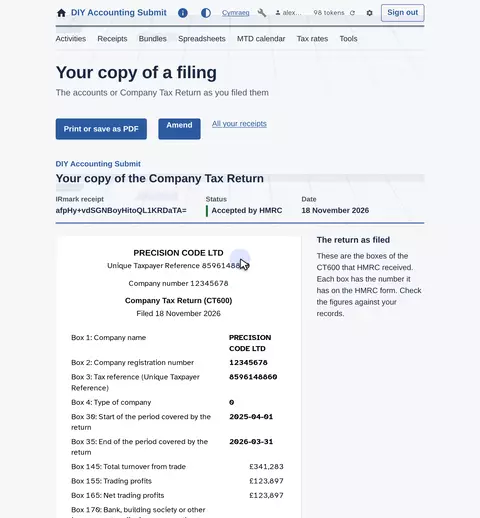 DIY Accounting Submit
Cymraeg
alex...
98 tokens
Sign out
Activities Receipts Bundles Spreadsheets MTD calendar Tax rates Tools
Your copy of a filing
The accounts or Company Tax Return as you filed them
Print or save as PDF
Amend
All your receipts
DIY Accounting Submit
Your copy of the Company Tax Return
IRmark receipt
afpHy+vdSGNBoyHitoQL1KRDaTA=
Status
Accepted by HMRC
Date
18 November 2026
PRECISION CODE LTD
Unique Taxpayer Reference
Company number 12345678
Company Tax Return (CT600)
Filed 18 November 2026
Box 1: Company name PRECISION
CODE LTD
Box 2: Company registration number 12345678
Box 3: Tax reference (Unique Taxpayer 8596148860
Reference)
Box 4: Type of company 0
Box 30: Start of the period covered by the 2025-04-01
return
Box 35: End of the period covered by the 2026-03-31
return
Box 145: Total turnover from trade £341,283
Box 155: Trading profits £123,897
Box 165: Net trading profits £123,897
Box 170: Bank, building society or other
The return as filed
These are the boxes of the
CT600 that HMRC received.
Each box has the number it
has on the HMRC form. Check
the figures against your
records.